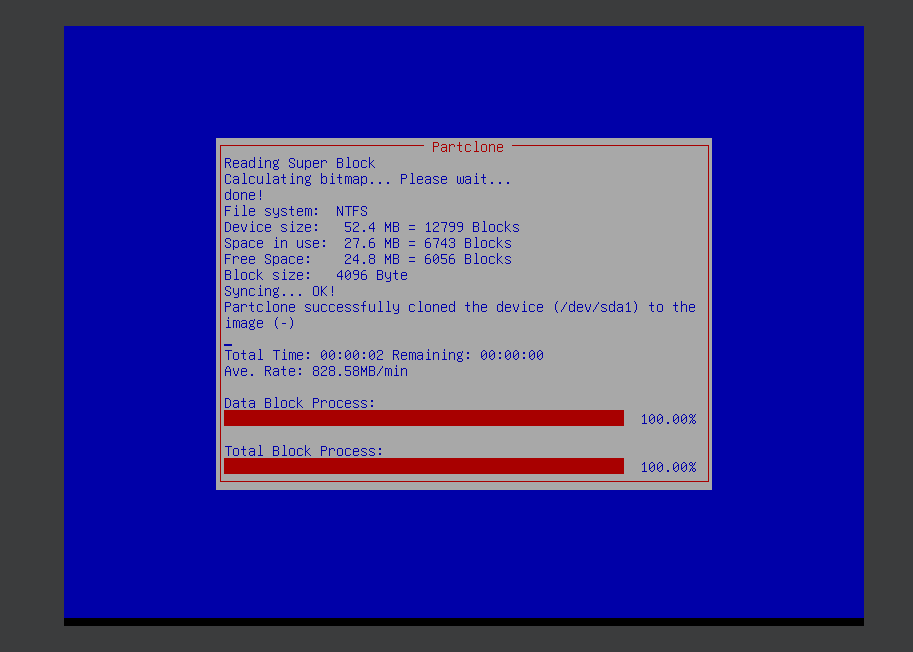 Partclone
Reading Super Block
Calculating bitmap... Please wait...
done!
File system:  NTFS
Device size:   52.4 MB = 12799 Blocks
Space in use:  27.6 MB = 6743 Blocks
Free Space:    24.8 MB = 6056 Blocks
Block size:   4096 Byte
Syncing... OK!
Partclone successfully cloned the device (/dev/sda1) to the
image (-)
Total Time: 00:00:02 Remaining: 00:00:00
Ave. Rate: 828.58MB/min
Data Block Process:
100.00%
Total Block Process:
100.00%